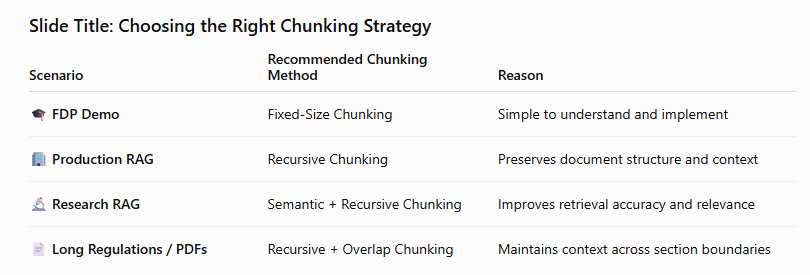 Slide Title: Choosing the Right Chunking Strategy
Scenario Recommended Chunking Method Reason
FDP Demo Fixed-Size Chunking Simple to understand and implement
Production RAG Recursive Chunking Preserves document structure and context
Research RAG Semantic + Recursive Chunking Improves retrieval accuracy and relevance
Long Regulations / PDFs Recursive + Overlap Chunking Maintains context across section boundaries